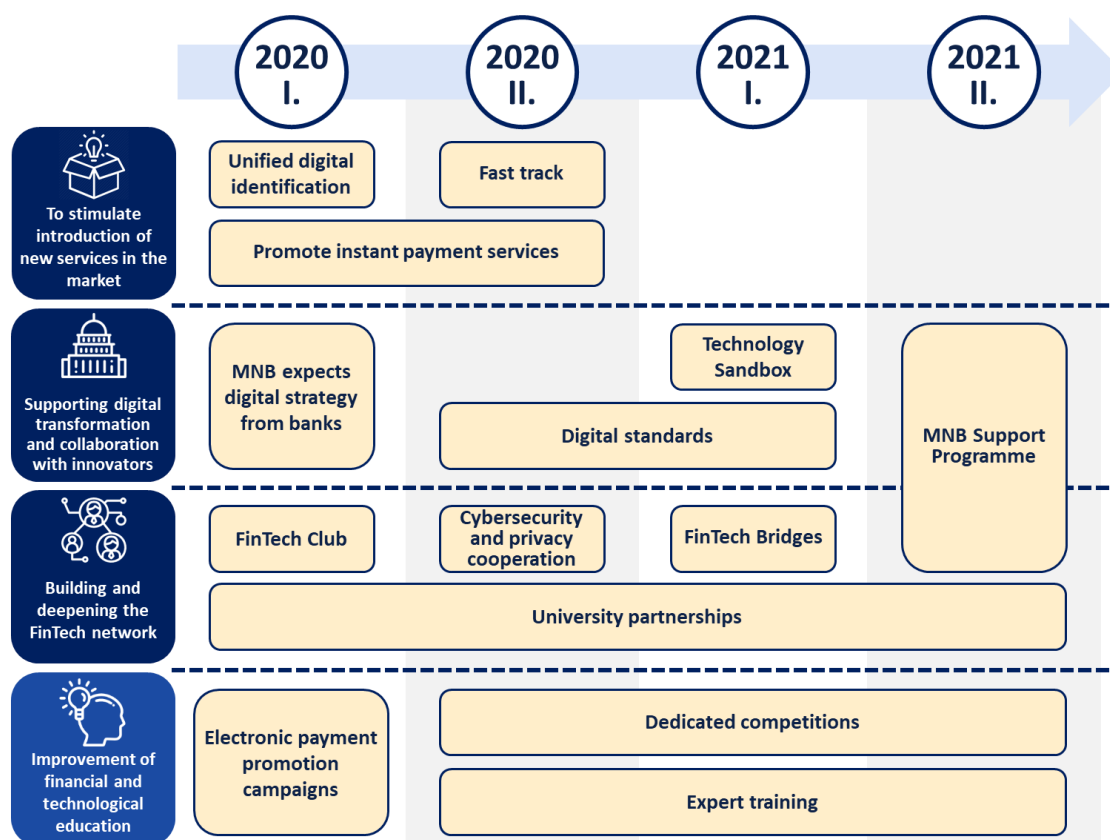 2020
I.
2020
II.
2021
I.
2021
II.
To stimulate
introduction of
new services in the
market
Unified digital
identification
Fast track
Promote instant payment services
Supporting digital
transformation
and collaboration
with innovators
MNB expects
digital strategy
from banks
Technology
Sandbox
Digital standards
MNB Support
Programme
Building and
deepening the
FinTech network
FinTech Club
Cybersecurity
and privacy
cooperation
FinTech Bridges
University partnerships
Improvement of
financial and
technological
education
Electronic payment
promotion
campaigns
Dedicated competitions
Expert training